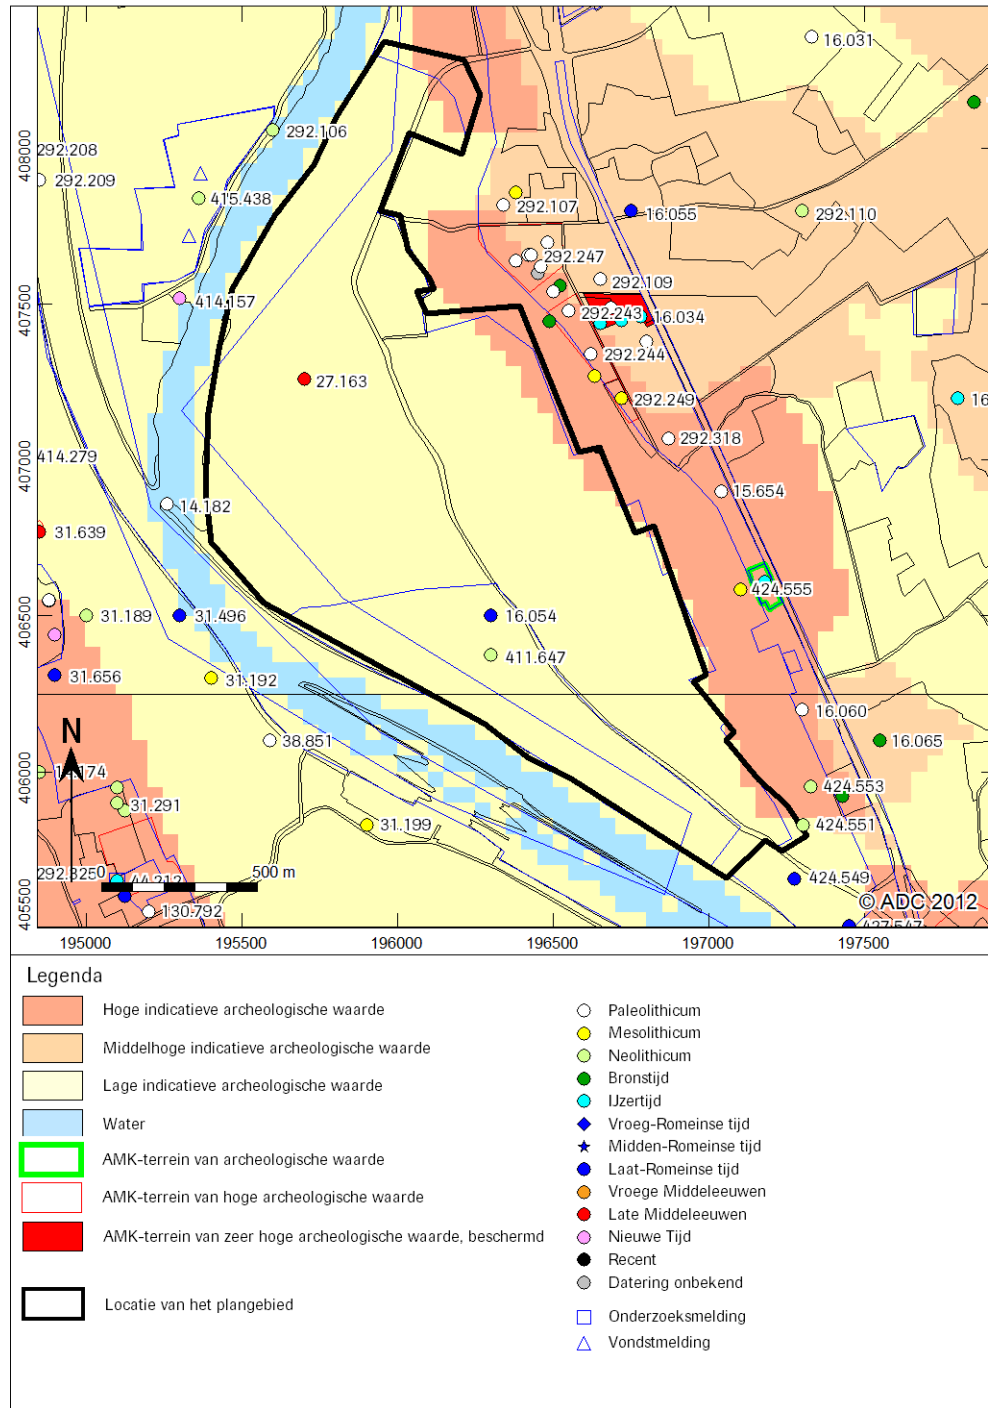 16.031
292.106
292.208
292.209
415.438
292.107
16.055
292.110
292.247
292.109
414.157
292.243
16.034
292.244
27.163
292.249
16
292.318
414.279
15.654
14.182
31.639
424.555
31.189
31.496
16.054
411.647
31.656
31.192
16.060
38.851
16.065
424.553
31.291
31.199
424.551
424.549
130.792
408000
407500
407000
406500
406000
405500
N
0
500 m
© ADC 2012
195000
195500
196000
196500
197000
197500
Legenda
Hoge indicatieve archeologische waarde
Middelhoge indicatieve archeologische waarde
Lage indicatieve archeologische waarde
Water
AMK-terrein van archeologische waarde
AMK-terrein van hoge archeologische waarde
AMK-terrein van zeer hoge archeologische waarde, beschermd
Locatie van het plangebied
Paleolithicum
Mesolithicum
Neolithicum
Bronstijd
IJzertijd
Vroeg-Romeinse tijd
Midden-Romeinse tijd
Laat-Romeinse tijd
Vroege Middeleeuwen
Late Middeleeuwen
Nieuwe Tijd
Recent
Datering onbekend
Onderzoeksmelding
Vondstmelding